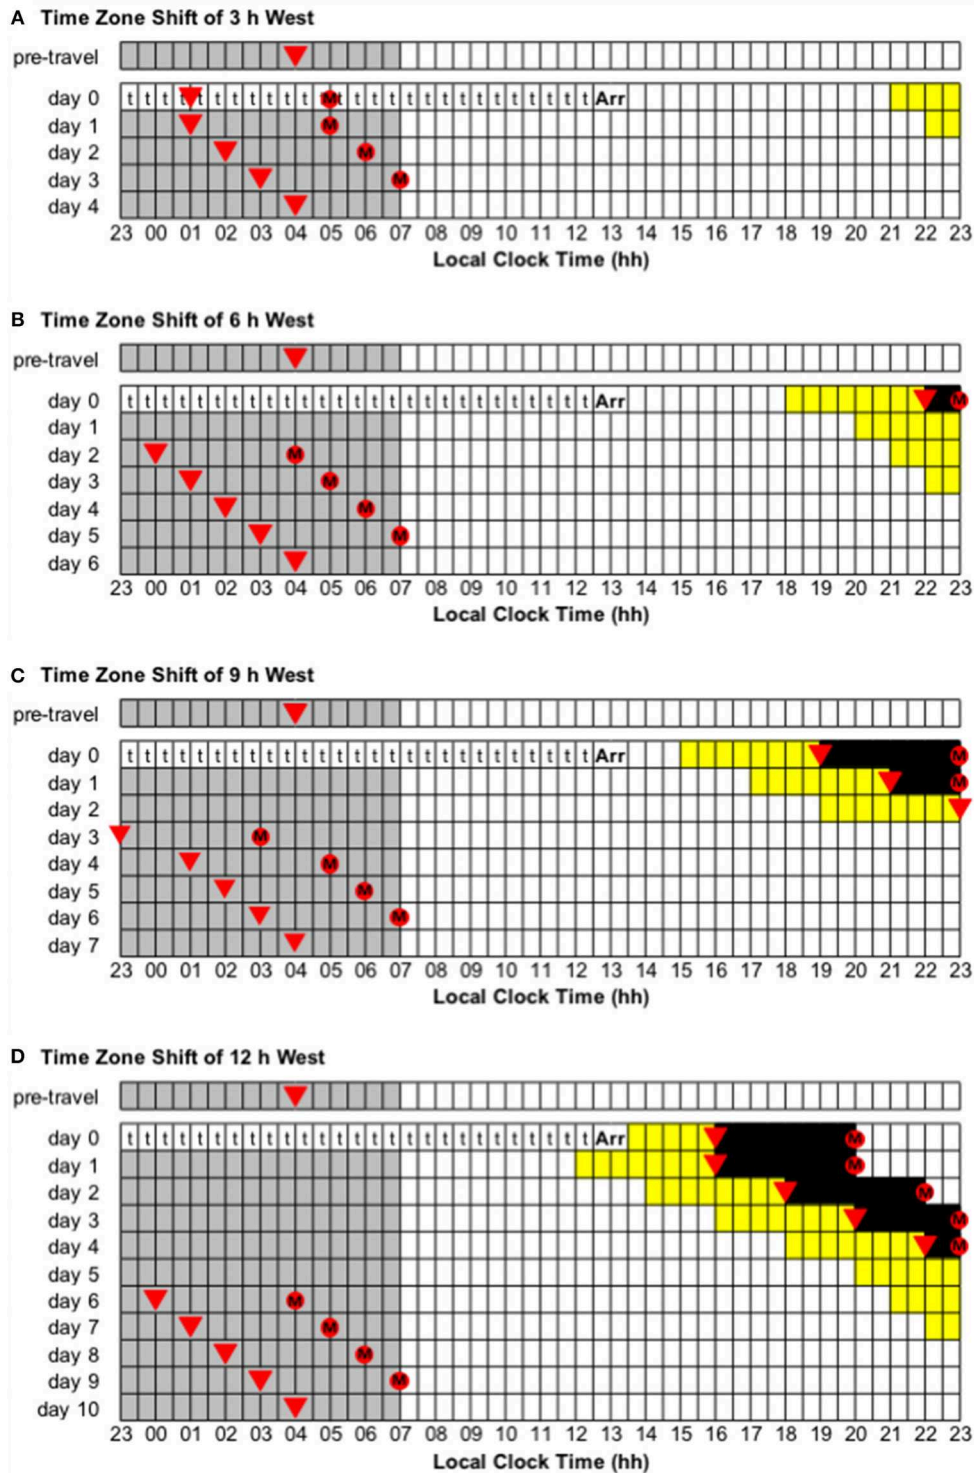 A Time Zone Shift of 3 h West
pre-travel
day 0 t t t t t t t t t t t M t t t t t t t t t t t t t t t Arr
day 1 M
day 2 M
day 3 M
day 4
23 00 01 02 03 04 05 06 07 08 09 10 11 12 13 14 15 16 17 18 19 20 21 22 23
Local Clock Time (hh)
B Time Zone Shift of 6 h West
pre-travel
day 0 t t t t t t t t t t t t t t t t t t t t t t t t t t t Arr M
day 1
day 2 M
day 3 M
day 4 M
day 5 M
day 6
23 00 01 02 03 04 05 06 07 08 09 10 11 12 13 14 15 16 17 18 19 20 21 22 23
Local Clock Time (hh)
C Time Zone Shift of 9 h West
pre-travel
day 0 t t t t t t t t t t t t t t t t t t t t t t t t t t t Arr M
day 1 M
day 2
day 3 M
day 4 M
day 5 M
day 6 M
day 7
23 00 01 02 03 04 05 06 07 08 09 10 11 12 13 14 15 16 17 18 19 20 21 22 23
Local Clock Time (hh)
D Time Zone Shift of 12 h West
pre-travel
day 0 t t t t t t t t t t t t t t t t t t t t t t t t t t t Arr M
day 1 M
day 2 M
day 3 M
day 4 M
day 5
day 6 M
day 7 M
day 8 M
day 9 M
day 10
23 00 01 02 03 04 05 06 07 08 09 10 11 12 13 14 15 16 17 18 19 20 21 22 23
Local Clock Time (hh)